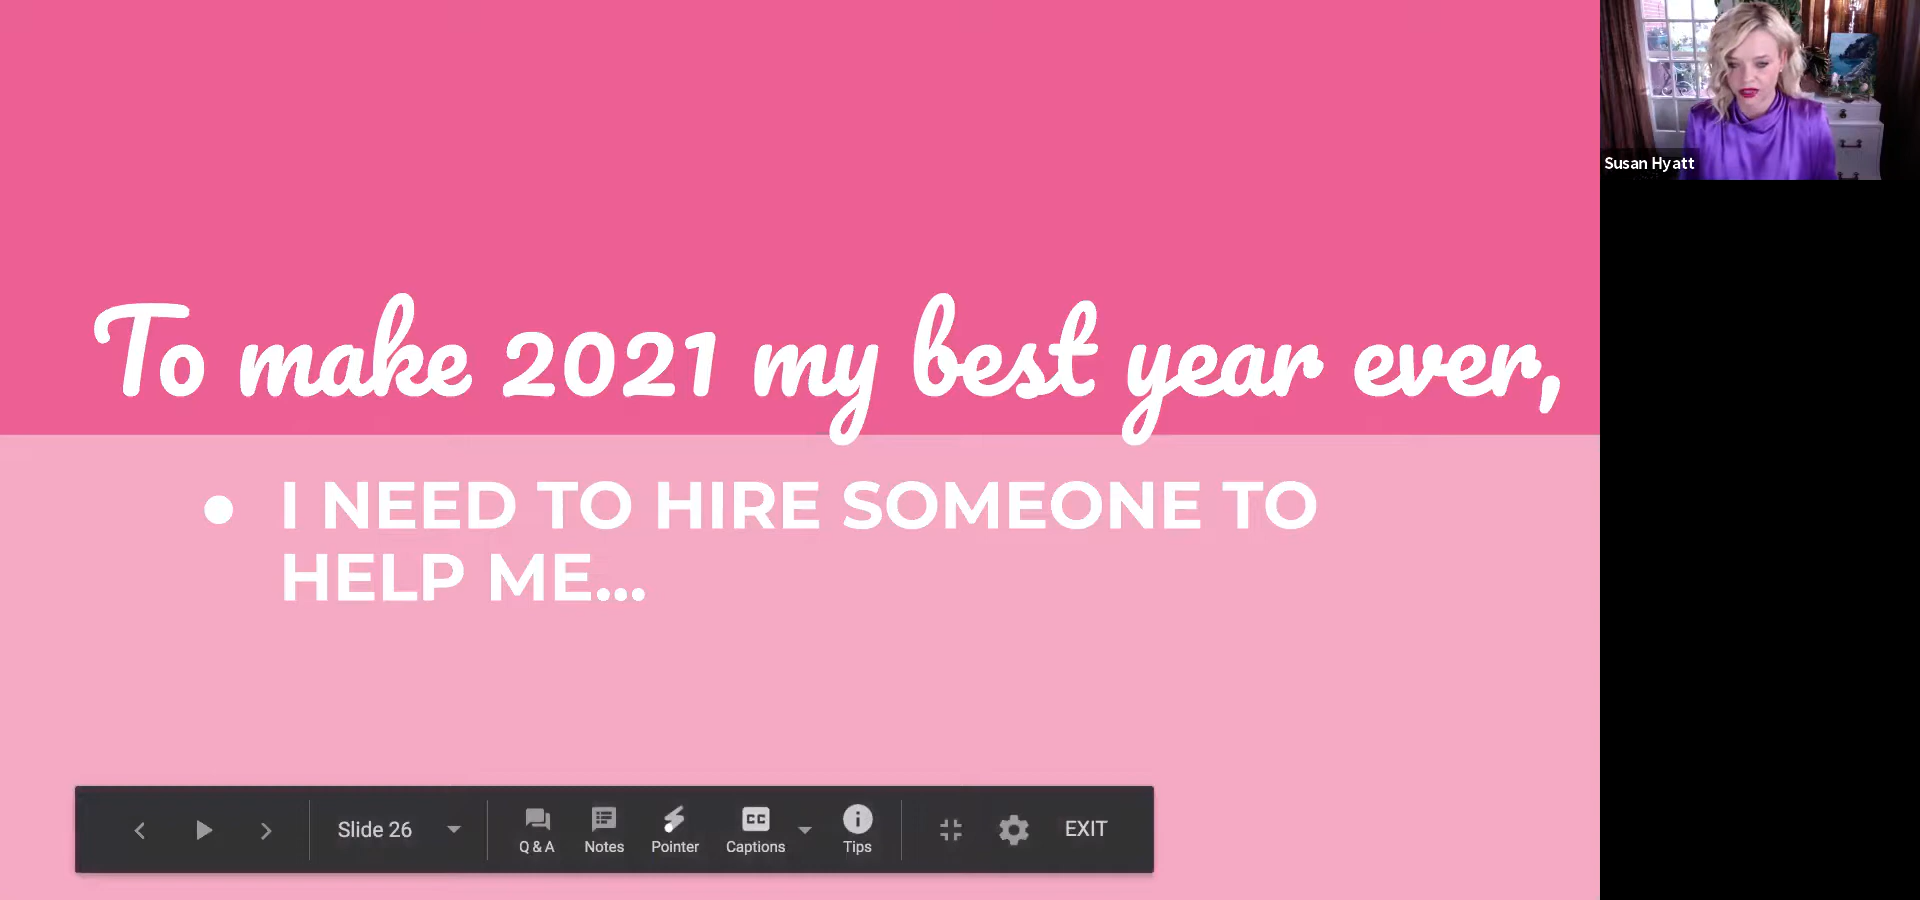 To make 2021 my best year ever,
● I NEED TO HIRE SOMEONE TO
HELP ME...
Susan Hyatt
Slide 26
Q & A
Notes
Pointer
CC
Captions
Tips
EXIT